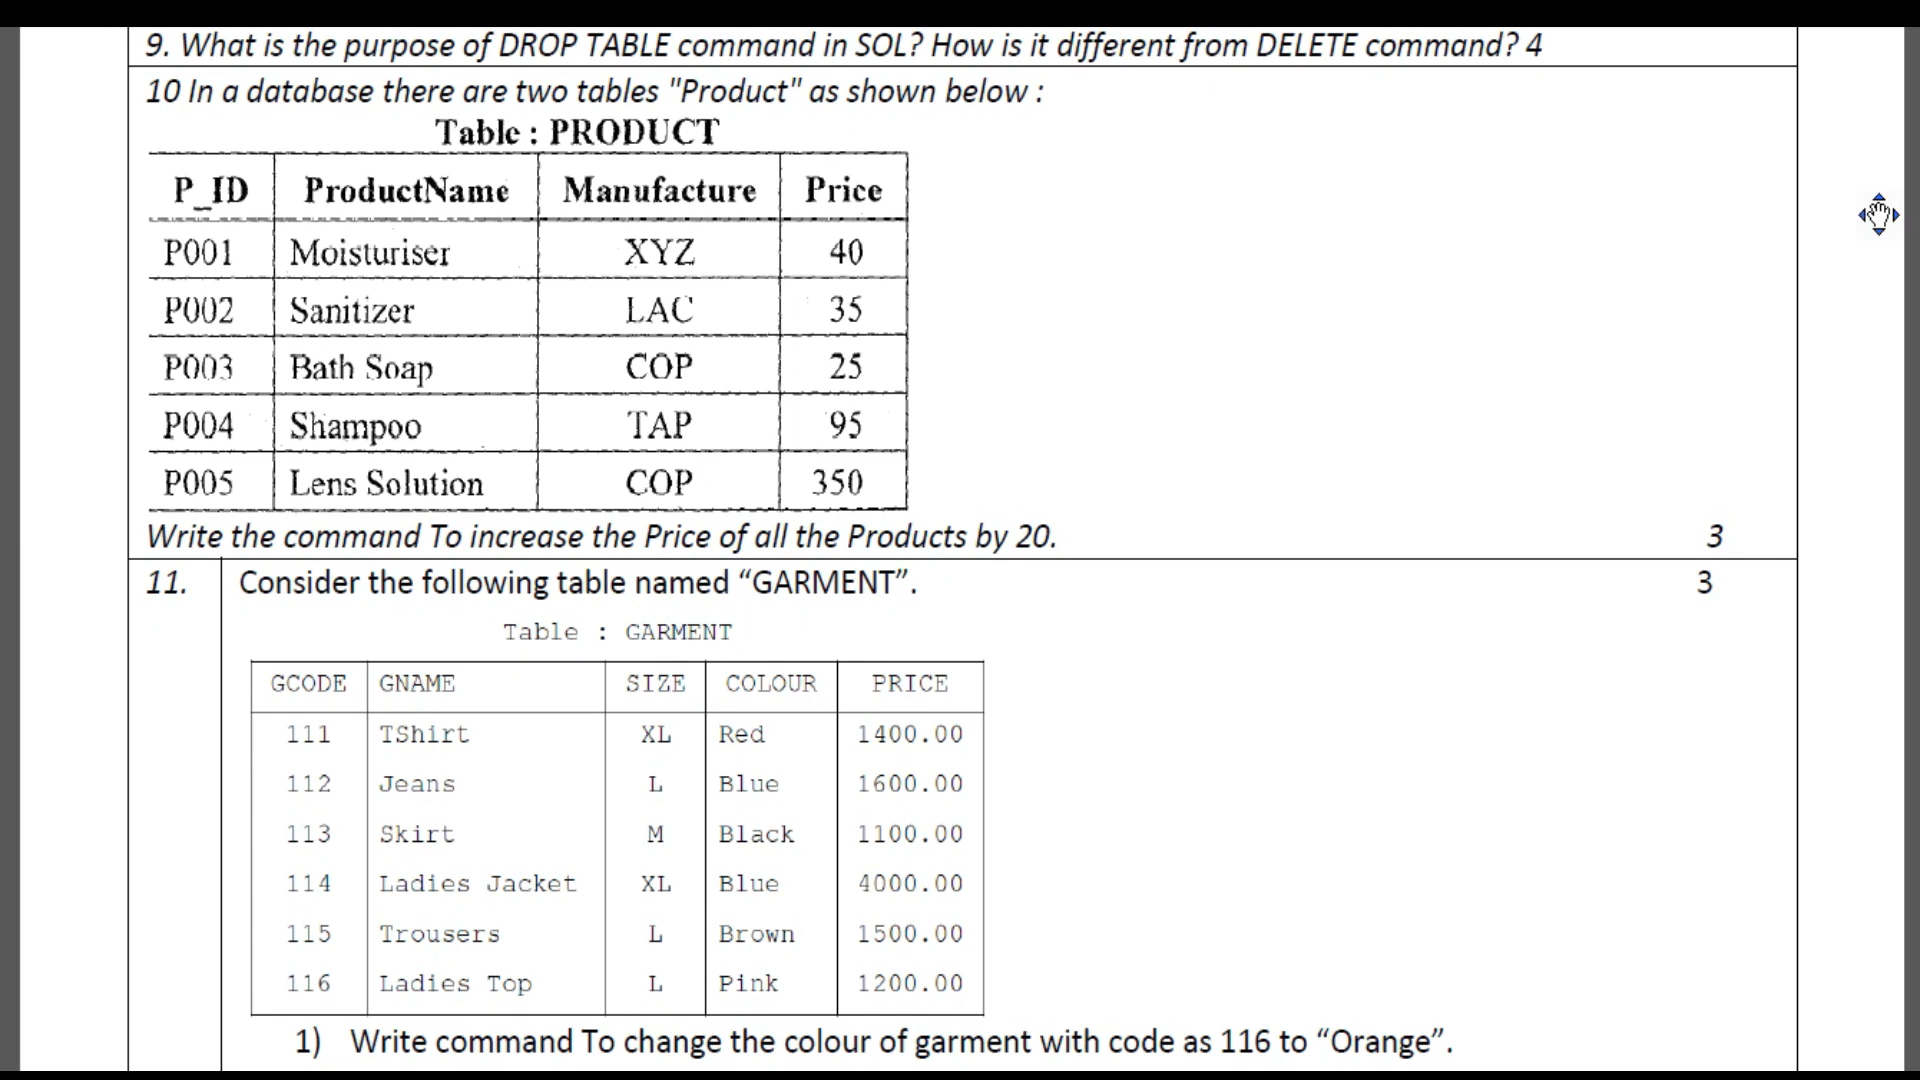 9. What is the purpose of DROP TABLE command in SOL? How is it different from DELETE command? 4
10 In a database there are two tables "Product" as shown below :
Table : PRODUCT
P_ID ProductName Manufacture Price
P001 Moisturiser XYZ 40
P002 Sanitizer LAC 35
P003 Bath Soap COP 25
P004 Shampoo TAP 95
P005 Lens Solution COP 350
Write the command To increase the Price of all the Products by 20. 3
11. Consider the following table named “GARMENT”. 3
Table : GARMENT
GCODE GNAME SIZE COLOUR PRICE
111 TShirt XL Red 1400.00
112 Jeans L Blue 1600.00
113 Skirt M Black 1100.00
114 Ladies Jacket XL Blue 4000.00
115 Trousers L Brown 1500.00
116 Ladies Top L Pink 1200.00
1) Write command To change the colour of garment with code as 116 to “Orange”.